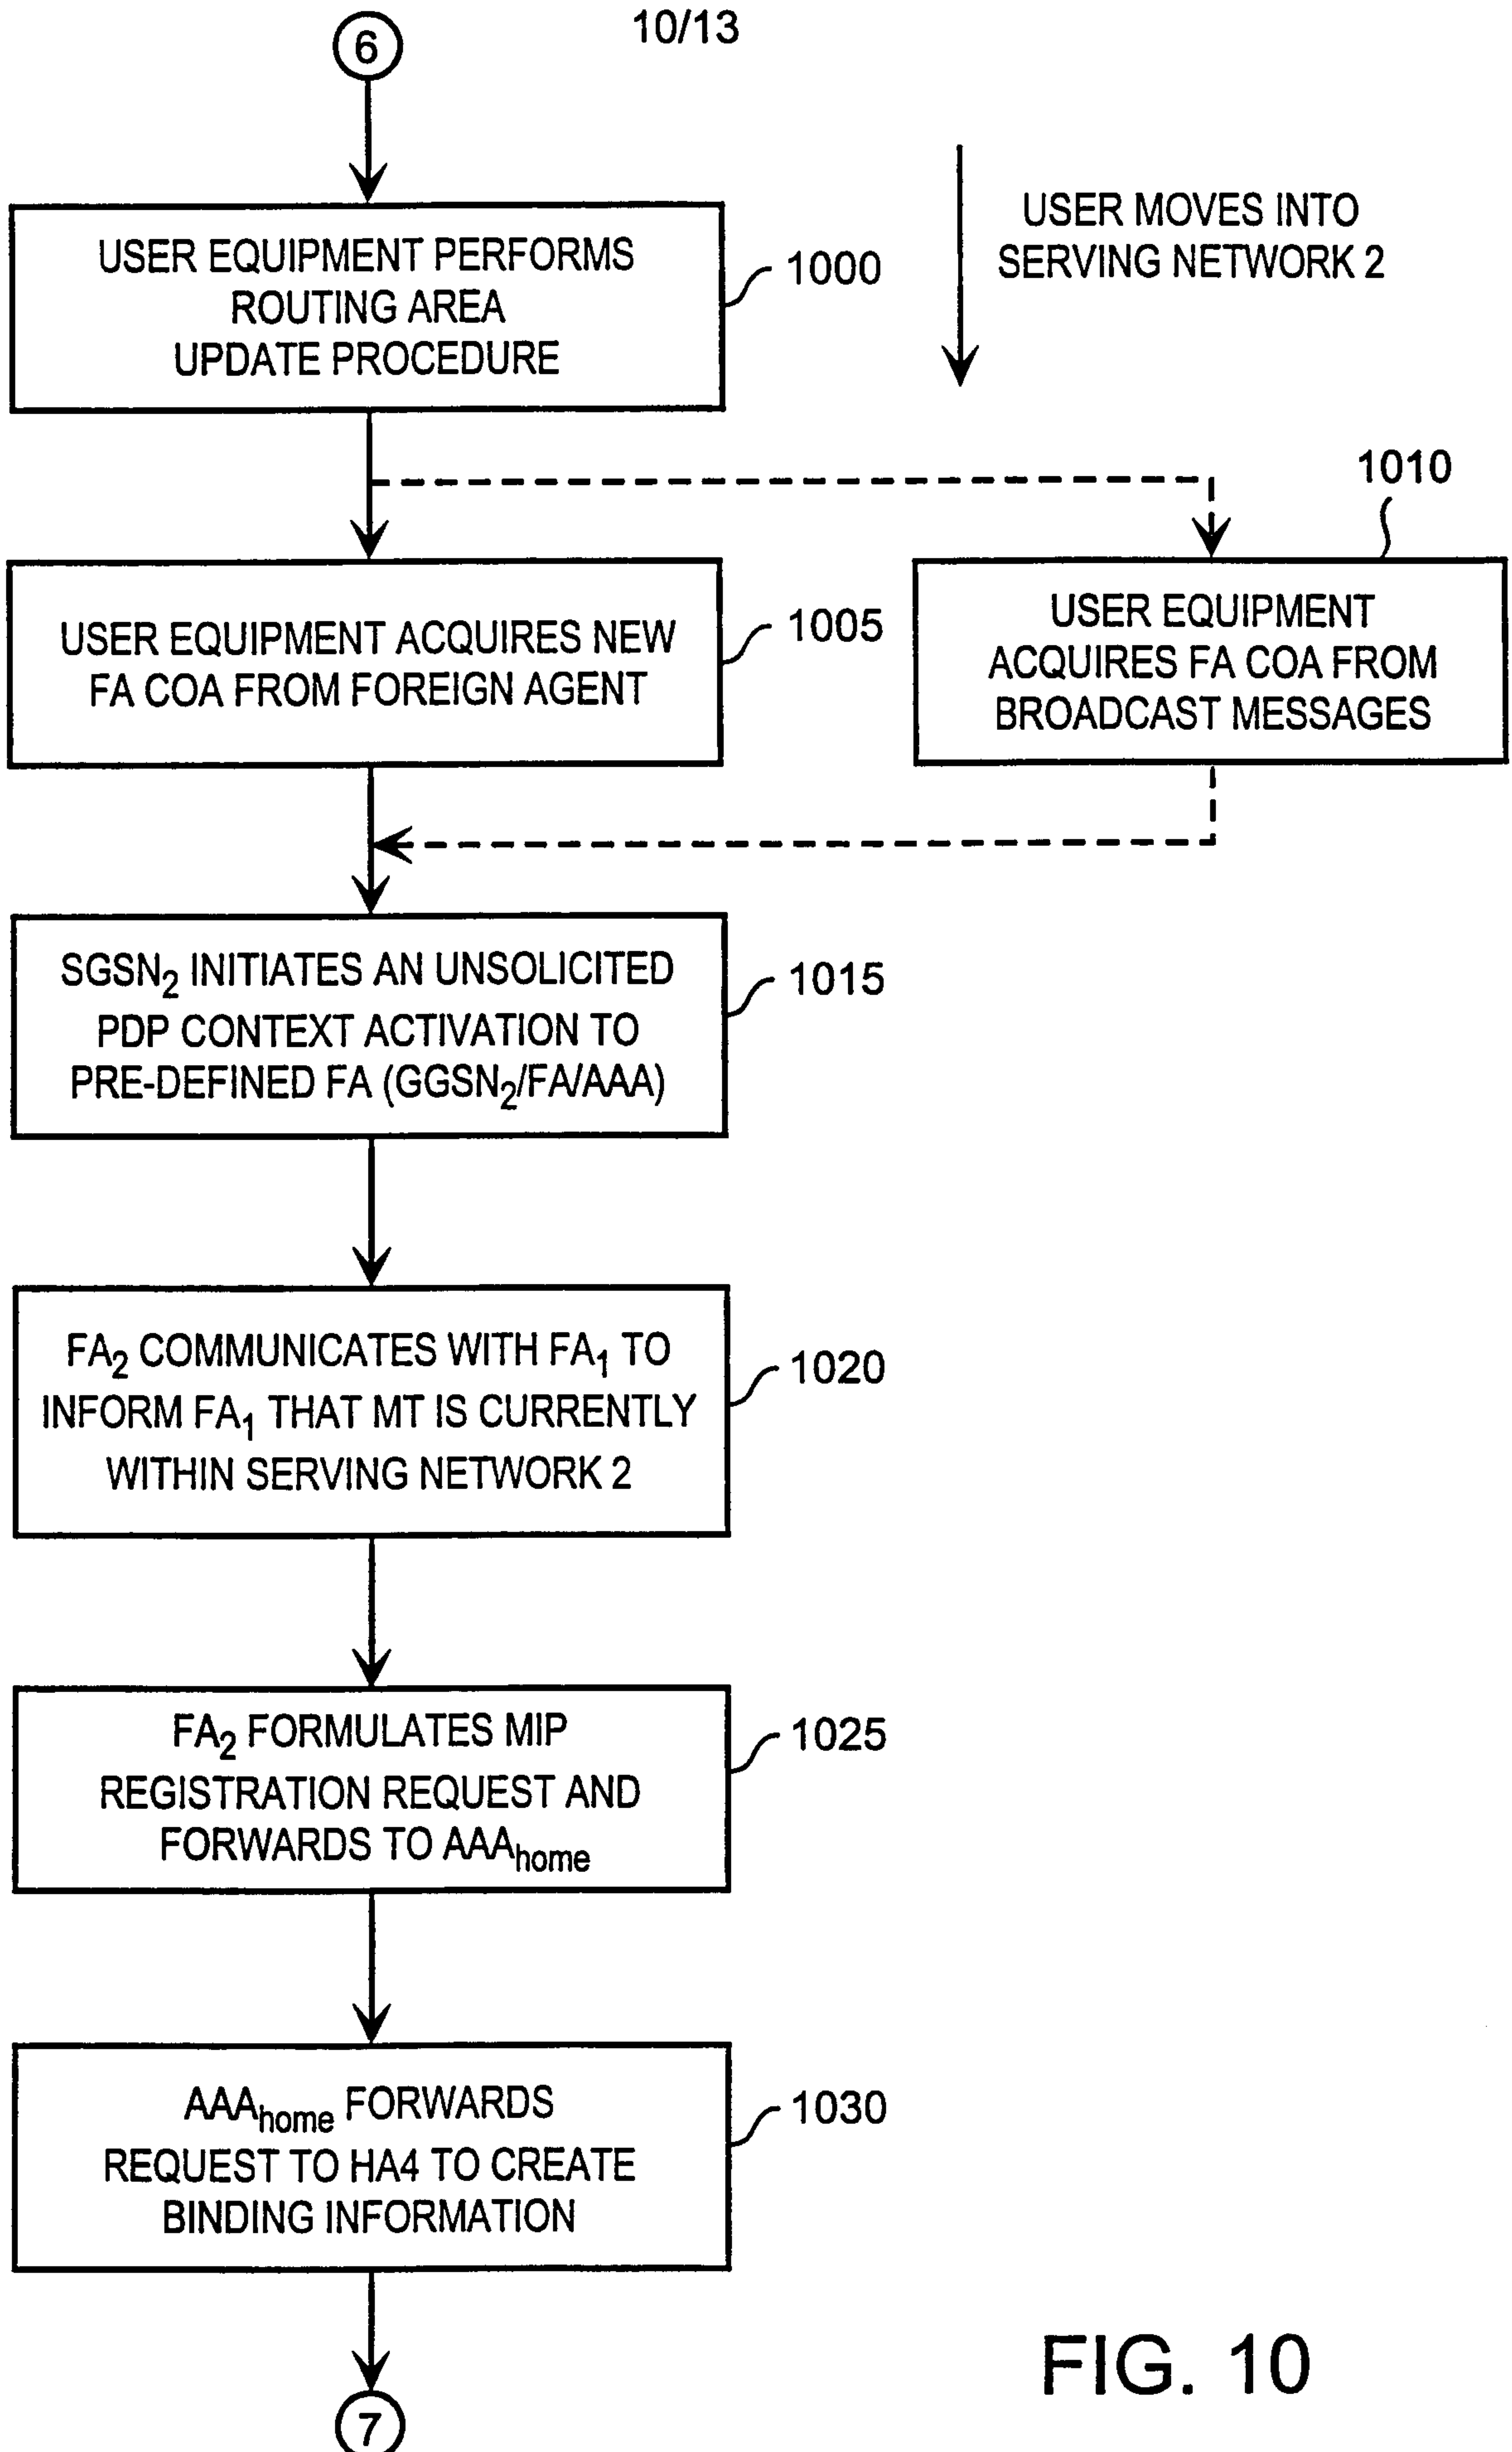 10/13
6
USER EQUIPMENT PERFORMS
ROUTING AREA
UPDATE PROCEDURE
1000
USER MOVES INTO
SERVING NETWORK 2
USER EQUIPMENT ACQUIRES NEW
FA COA FROM FOREIGN AGENT
1005
1010
USER EQUIPMENT
ACQUIRES FA COA FROM
BROADCAST MESSAGES
SGSN2 INITIATES AN UNSOLICITED
PDP CONTEXT ACTIVATION TO
PRE-DEFINED FA (GGSN2/FA/AAA)
1015
FA2 COMMUNICATES WITH FA1 TO
INFORM FA1 THAT MT IS CURRENTLY
WITHIN SERVING NETWORK 2
1020
FA2 FORMULATES MIP
REGISTRATION REQUEST AND
FORWARDS TO AAAhome
1025
AAAhome FORWARDS
REQUEST TO HA4 TO CREATE
BINDING INFORMATION
1030
7
FIG. 10